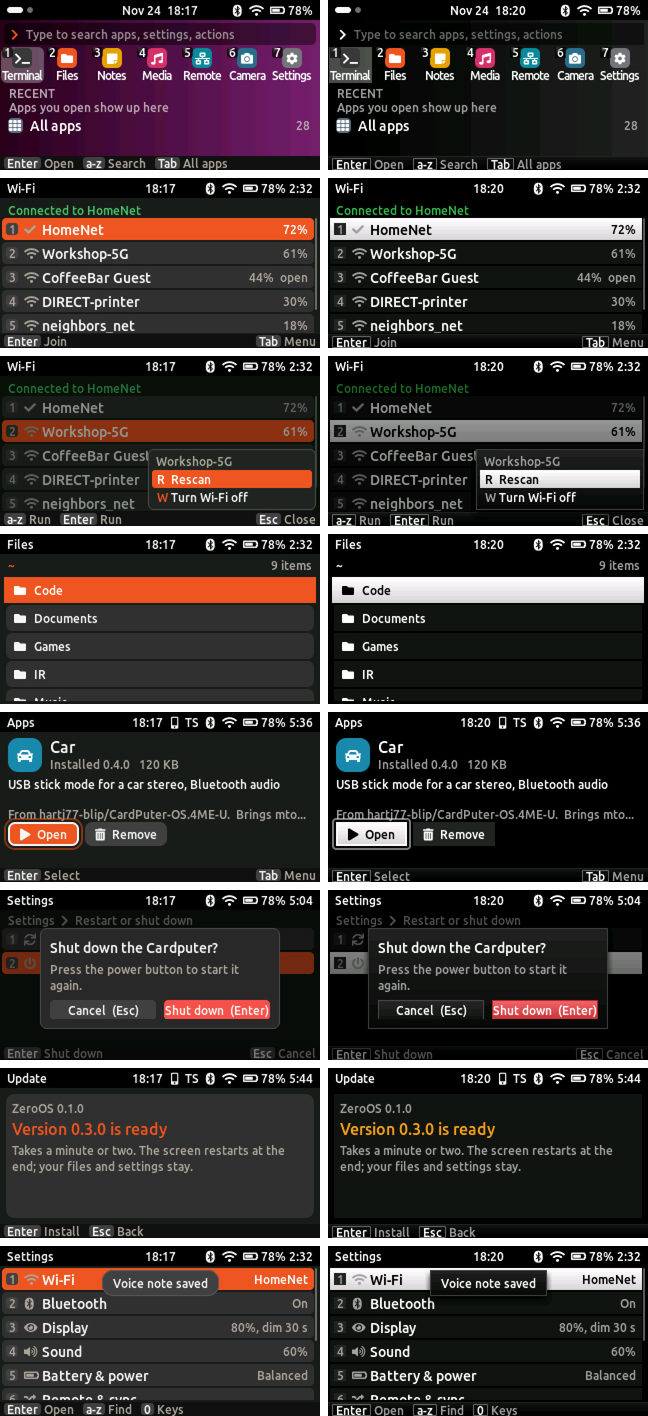 Nov 24 18:17 78%
Type to search apps, settings, actions
1 2 3 4 5 6 7
Terminal Files Notes Media Remote Camera Settings
RECENT
Apps you open show up here
All apps 28
Enter Open a-z Search Tab All apps
Nov 24 18:20 78%
Type to search apps, settings, actions
1 2 3 4 5 6 7
Terminal Files Notes Media Remote Camera Settings
RECENT
Apps you open show up here
All apps 28
Enter Open a-z Search Tab All apps
Wi-Fi 18:17 78% 2:32
Connected to HomeNet
1 HomeNet 72%
2 Workshop-5G 61%
3 CoffeeBar Guest 44% open
4 DIRECT-printer 30%
5 neighbors_net 18%
Enter Join Tab Menu
Wi-Fi 18:20 78% 2:32
Connected to HomeNet
1 HomeNet 72%
2 Workshop-5G 61%
3 CoffeeBar Guest 44% open
4 DIRECT-printer 30%
5 neighbors_net 18%
Enter Join Tab Menu
Wi-Fi 18:17 78% 2:32
Connected to HomeNet
1 HomeNet 72%
2 Workshop-5G 61%
3 CoffeeBar Guest
4 DIRECT-printer
5 neighbors_net
Workshop-5G
R Rescan
W Turn Wi-Fi off
a-z Run Enter Run Esc Close
Wi-Fi 18:20 78% 2:32
Connected to HomeNet
1 HomeNet 72%
2 Workshop-5G 61%
3 CoffeeBar Guest
4 DIRECT-printer
5 neighbors_net
Workshop-5G
R Rescan
W Turn Wi-Fi off
a-z Run Enter Run Esc Close
Files 18:17 78% 2:32
~ 9 items
Code
Documents
Games
IR
Music
Files 18:20 78% 2:32
~ 9 items
Code
Documents
Games
IR
Music
Apps 18:17 TS 78% 5:36
Car
Installed 0.4.0 120 KB
USB stick mode for a car stereo, Bluetooth audio
From hartj77-blip/CardPuter-OS.4ME-U. Brings mto...
Open Remove
Enter Select Tab Menu
Apps 18:20 TS 78% 5:36
Car
Installed 0.4.0 120 KB
USB stick mode for a car stereo, Bluetooth audio
From hartj77-blip/CardPuter-OS.4ME-U. Brings mto...
Open Remove
Enter Select Tab Menu
Settings 18:17 78% 5:04
Settings > Restart or shut down
1
2
Shut down the Cardputer?
Press the power button to start it
again.
Cancel (Esc) Shut down (Enter)
Enter Shut down Esc Cancel
Settings 18:20 78% 5:04
Settings > Restart or shut down
1
2
Shut down the Cardputer?
Press the power button to start it
again.
Cancel (Esc) Shut down (Enter)
Enter Shut down Esc Cancel
Update 18:17 TS 78% 5:44
ZeroOS 0.1.0
Version 0.3.0 is ready
Takes a minute or two. The screen restarts at the
end; your files and settings stay.
Enter Install Esc Back
Update 18:20 TS 78% 5:44
ZeroOS 0.1.0
Version 0.3.0 is ready
Takes a minute or two. The screen restarts at the
end; your files and settings stay.
Enter Install Esc Back
Settings 18:17 78% 2:32
Voice note saved
1 Wi-Fi HomeNet
2 Bluetooth On
3 Display 80%, dim 30 s
4 Sound 60%
5 Battery & power Balanced
6 Remote & sync
Enter Open a-z Find 0 Keys
Settings 18:20 78% 2:32
Voice note saved
1 Wi-Fi HomeNet
2 Bluetooth On
3 Display 80%, dim 30 s
4 Sound 60%
5 Battery & power Balanced
6 Remote & sync
Enter Open a-z Find 0 Keys